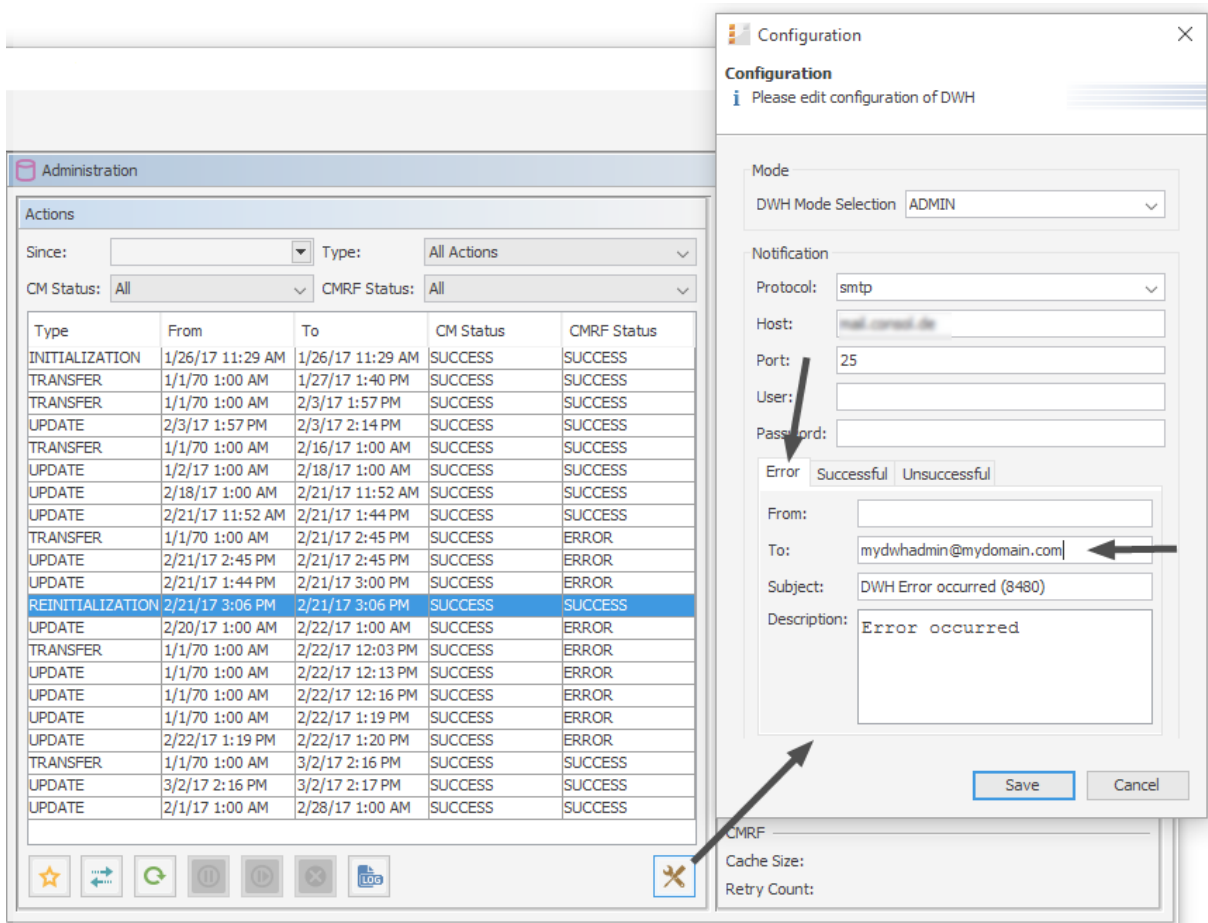 Configuration
Configuration
i Please edit configuration of DWH
Mode
DWH Mode Selection ADMIN
Notification
Protocol: smtp
Host:
Port: 25
User:
Password:
Error Successful Unsuccessful
From:
To: mydwhadmin@mydomain.com
Subject: DWH Error occurred (8480)
Description: Error occurred
Save Cancel
Administration
Actions
Since: Type: All Actions
CM Status: All CMRF Status: All
Type From To CM Status CMRF Status
INITIALIZATION 1/26/17 11:29 AM 1/26/17 11:29 AM SUCCESS SUCCESS
TRANSFER 1/1/70 1:00 AM 1/27/17 1:40 PM SUCCESS SUCCESS
TRANSFER 1/1/70 1:00 AM 2/3/17 1:57 PM SUCCESS SUCCESS
UPDATE 2/3/17 1:57 PM 2/3/17 2:14 PM SUCCESS SUCCESS
TRANSFER 1/1/70 1:00 AM 2/16/17 1:00 AM SUCCESS SUCCESS
UPDATE 1/2/17 1:00 AM 2/18/17 1:00 AM SUCCESS SUCCESS
UPDATE 2/18/17 1:00 AM 2/21/17 11:52 AM SUCCESS SUCCESS
UPDATE 2/21/17 11:52 AM 2/21/17 1:44 PM SUCCESS SUCCESS
TRANSFER 1/1/70 1:00 AM 2/21/17 2:45 PM SUCCESS ERROR
UPDATE 2/21/17 2:45 PM 2/21/17 2:45 PM SUCCESS ERROR
UPDATE 2/21/17 1:44 PM 2/21/17 3:00 PM SUCCESS ERROR
REINITIALIZATION 2/21/17 3:06 PM 2/21/17 3:06 PM SUCCESS SUCCESS
UPDATE 2/20/17 1:00 AM 2/22/17 1:00 AM SUCCESS ERROR
TRANSFER 1/1/70 1:00 AM 2/22/17 12:03 PM SUCCESS ERROR
UPDATE 1/1/70 1:00 AM 2/22/17 12:13 PM SUCCESS ERROR
UPDATE 1/1/70 1:00 AM 2/22/17 12:16 PM SUCCESS ERROR
UPDATE 1/1/70 1:00 AM 2/22/17 1:19 PM SUCCESS ERROR
UPDATE 2/22/17 1:19 PM 2/22/17 1:20 PM SUCCESS ERROR
TRANSFER 1/1/70 1:00 AM 3/2/17 2:16 PM SUCCESS SUCCESS
UPDATE 3/2/17 2:16 PM 3/2/17 2:17 PM SUCCESS SUCCESS
UPDATE 2/1/17 1:00 AM 2/28/17 1:00 AM SUCCESS SUCCESS
LOG
CMRF
Cache Size:
Retry Count: